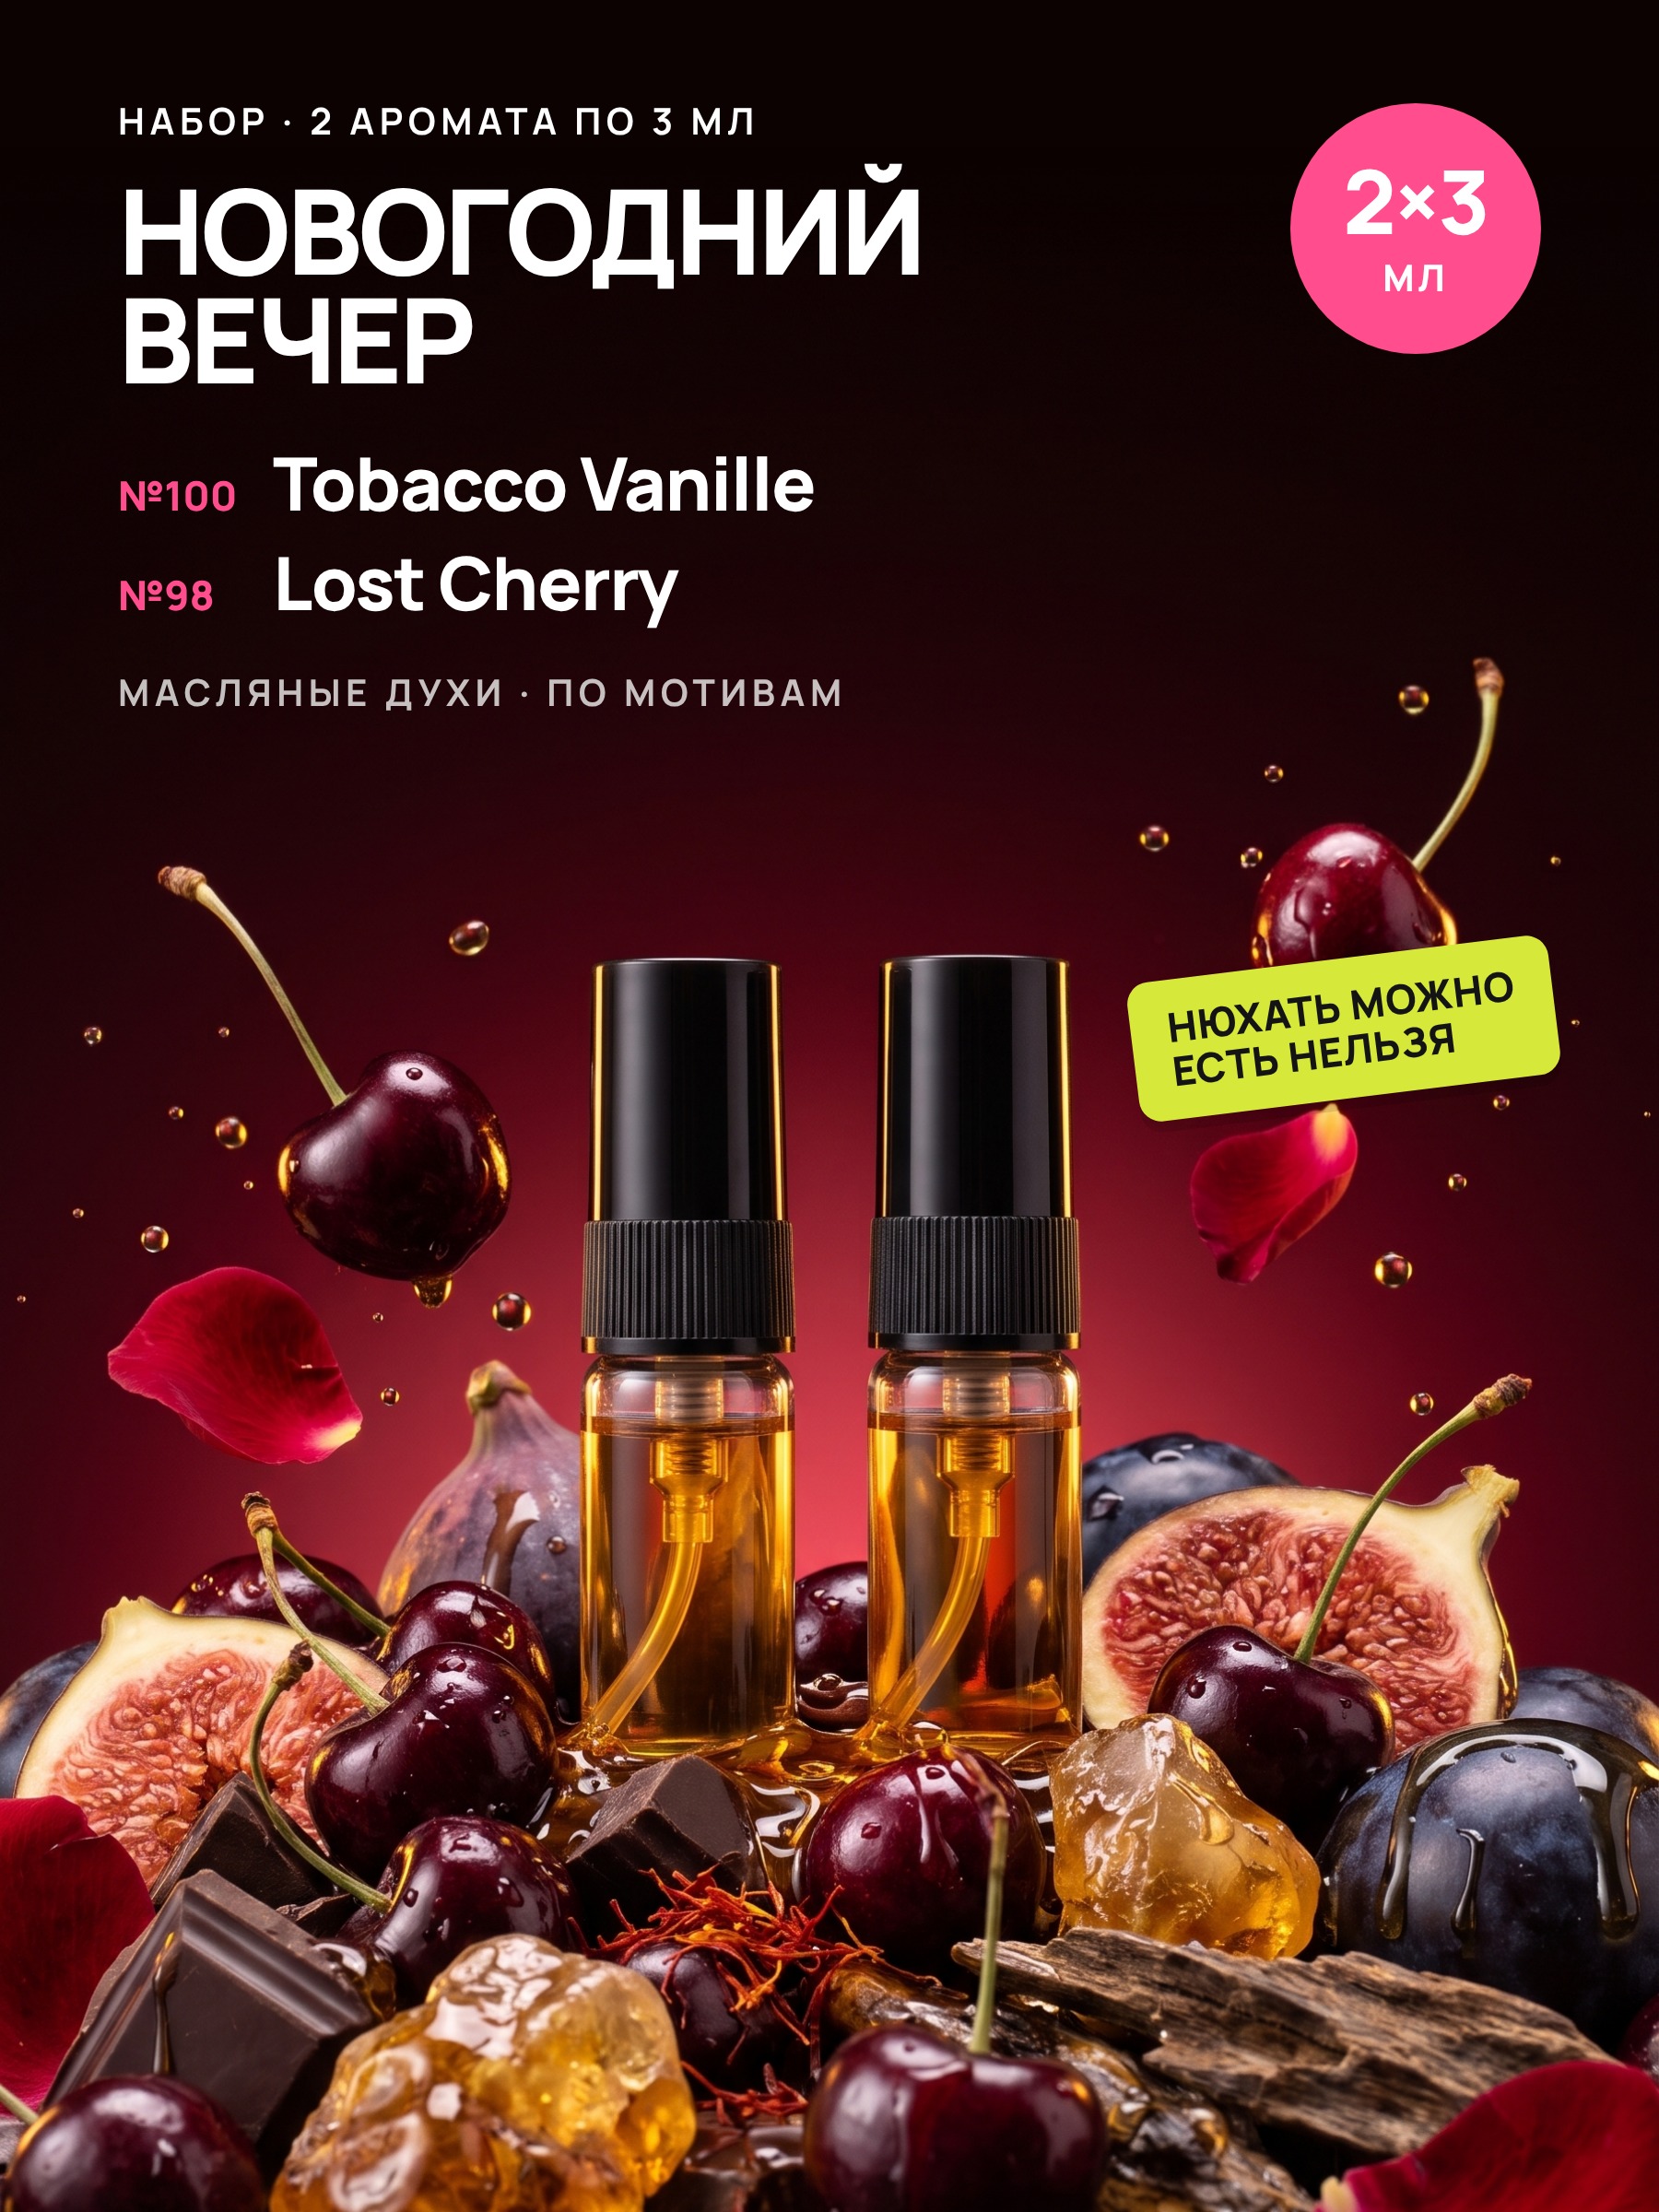 НАБОР · 2 АРОМАТА ПО 3 МЛ
НОВОГОДНИЙ
ВЕЧЕР
№100 Tobacco Vanille
№98 Lost Cherry
МАСЛЯНЫЕ ДУХИ · ПО МОТИВАМ
2×3
МЛ
НЮХАТЬ МОЖНО
ЕСТЬ НЕЛЬЗЯ